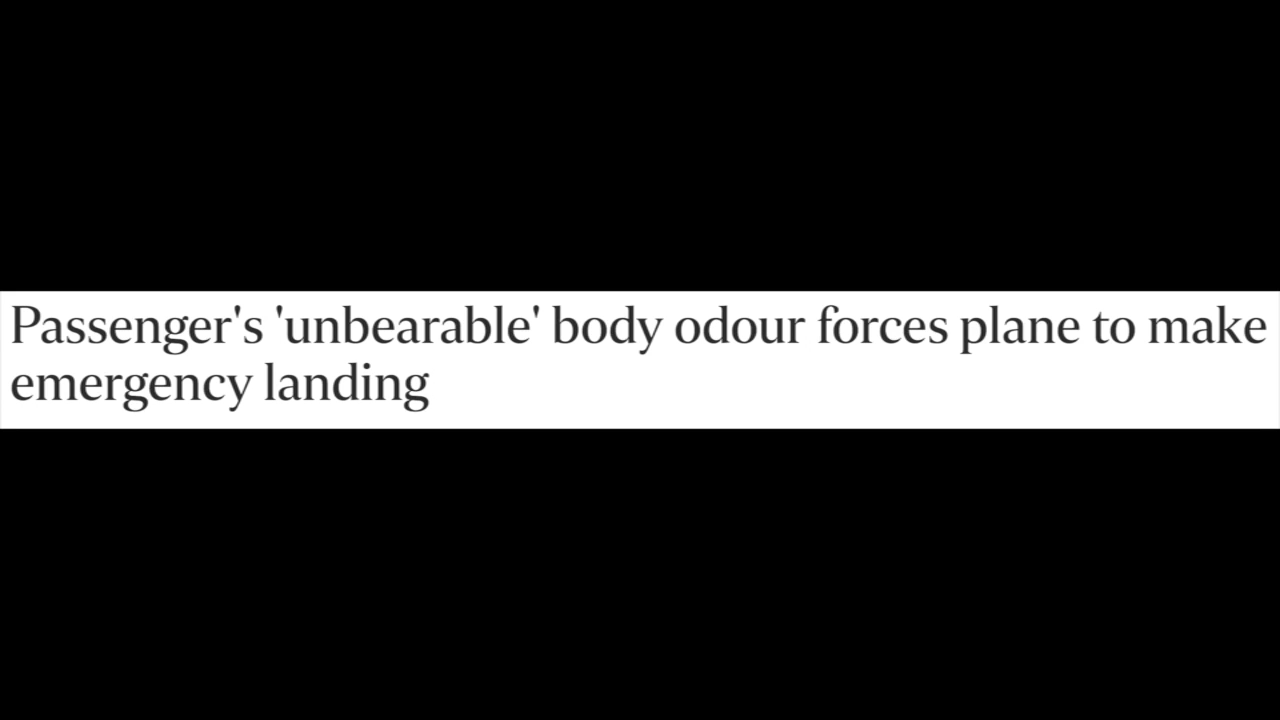 Passenger's 'unbearable' body odour forces plane to make
emergency landing